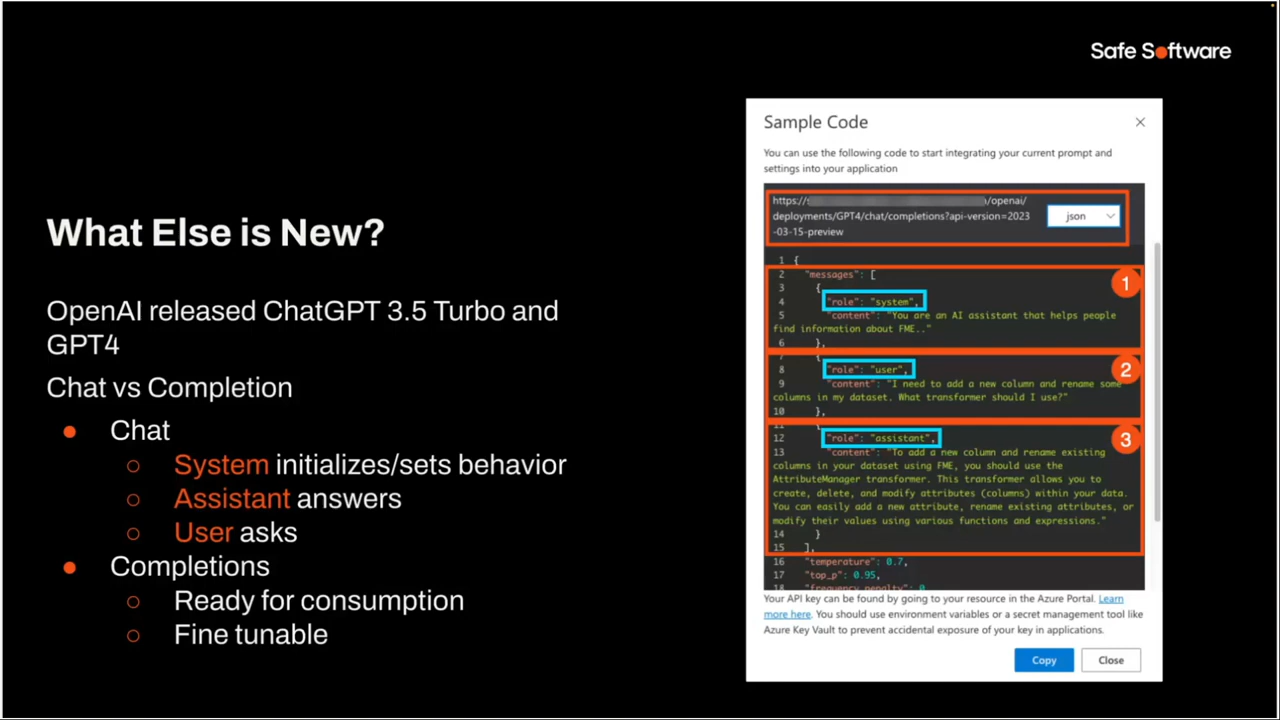 Safe Software
What Else is New?
OpenAI released ChatGPT 3.5 Turbo and
GPT4
Chat vs Completion
Chat
System initializes/sets behavior
Assistant answers
User asks
Completions
Ready for consumption
Fine tunable
Sample Code
You can use the following code to start integrating your current prompt and
settings into your application
https:// /openai/
deployments/GPT4/chat/completions?api-version=2023
-03-15-preview
json
1 {
2 "messages": [
3 {
4 "role": "system",
5 "content": "You are an AI assistant that helps people
find information about FME.."
6 },
7 {
8 "role": "user",
9 "content": "I need to add a new column and rename some
columns in my dataset. What transformer should I use?"
10 },
11 {
12 "role": "assistant",
13 "content": "To add a new column and rename existing
columns in your dataset using FME, you should use the
AttributeManager transformer. This transformer allows you to
create, delete, and modify attributes (columns) within your data.
You can easily add a new attribute, rename existing attributes, or
modify their values using various functions and expressions."
14 }
15 ],
16 "temperature": 0.7,
17 "top_p": 0.95,
18 "frequency_penalty": 0
1
2
3
Your API key can be found by going to your resource in the Azure Portal. Learn
more here. You should use environment variables or a secret management tool like
Azure Key Vault to prevent accidental exposure of your key in applications.
Copy
Close